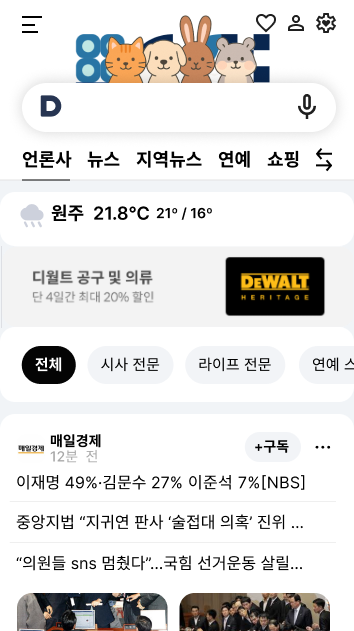 D
언론사 뉴스 지역뉴스 연예 쇼핑
원주 21.8°C 21° / 16°
디월트 공구 및 의류
단 4일간 최대 20% 할인
DEWALT
HERITAGE
전체 시사 전문 라이프 전문 연예 스
매일경제 매일경제
12분 전
+구독
이재명 49%·김문수 27% 이준석 7%[NBS]
중앙지법 “지귀연 판사 ‘술접대 의혹’ 진위 ...
“의원들 sns 멈췄다”...국힘 선거운동 살릴...